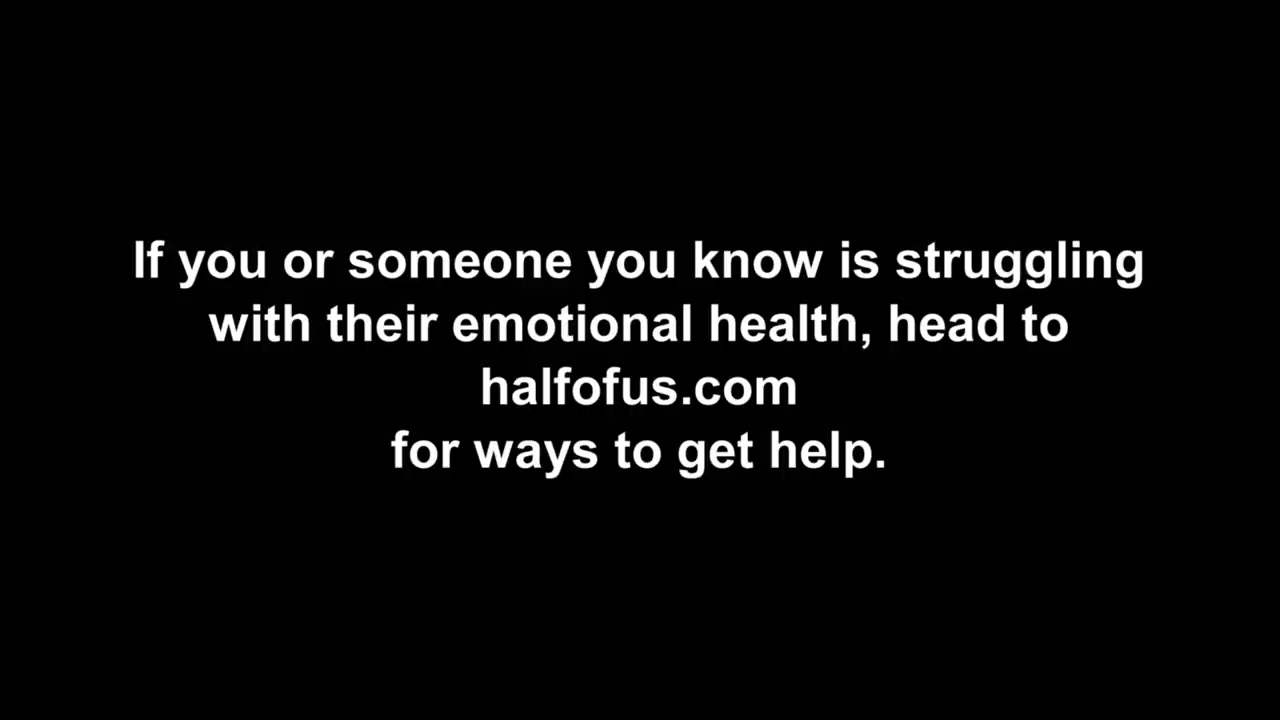 If you or someone you know is struggling
with their emotional health, head to
halfofus.com
for ways to get help.